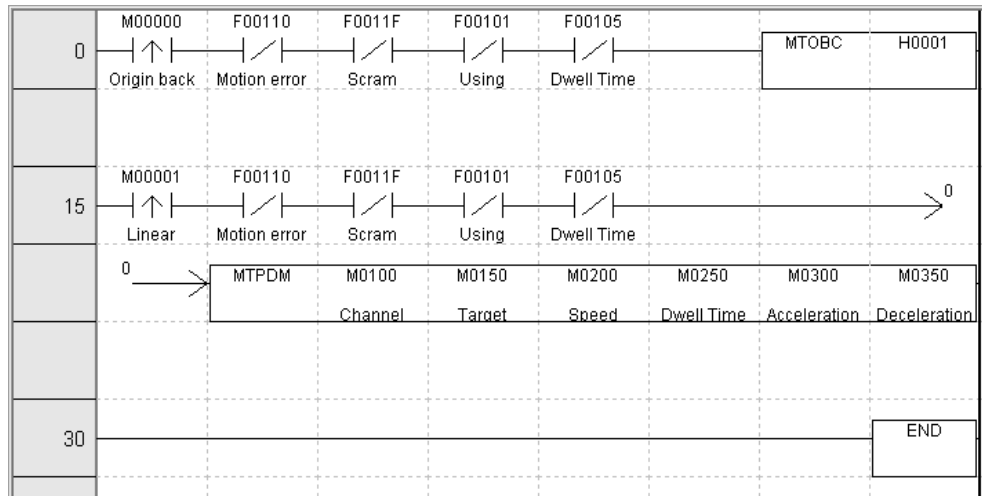 M00000 F00110 F0011F F00101 F00105
0 MTOBC H0001
Origin back Motion error Scram Using Dwell Time
M00001 F00110 F0011F F00101 F00105
15 0
Linear Motion error Scram Using Dwell Time
0 MTPDM M0100 M0150 M0200 M0250 M0300 M0350
Channel Target Speed Dwell Time Acceleration Deceleration
30 END